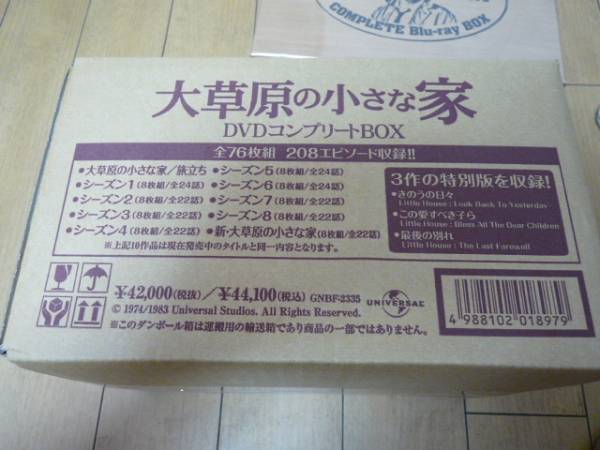 COMPLETE Blu-ray BOX
大草原の小さな家
DVDコンプリートBOX
全76枚組 208エピソード収録!!
•大草原の小さな家/旅立ち
•シーズン1(8枚組/全24話)
•シーズン2(8枚組/全22話)
•シーズン3(8枚組/全22話)
•シーズン4(8枚組/全22話)
•シーズン5(8枚組/全24話)
•シーズン6(8枚組/全24話)
•シーズン7(8枚組/全22話)
•シーズン8(8枚組/全22話)
•新・大草原の小さな家(8枚組/全22話)
※上記10作品は現在発売中のタイトルと同一内容となります。
3作の特別版を収録!
•きのうの日々
Little House : Look Back To Yesterday
•この愛すべき子ら
Little House : Bless All The Dear Children
•最後の別れ
Little House : The Last Farewell
¥42,000(税抜)/¥44,100(税込) GNBF-2335
UNIVERSAL
© 1974/1983 Universal Studios. All Rights Reserved.
※このダンボール箱は運搬用の輸送箱であり商品の一部ではありません。
4 988102 018979